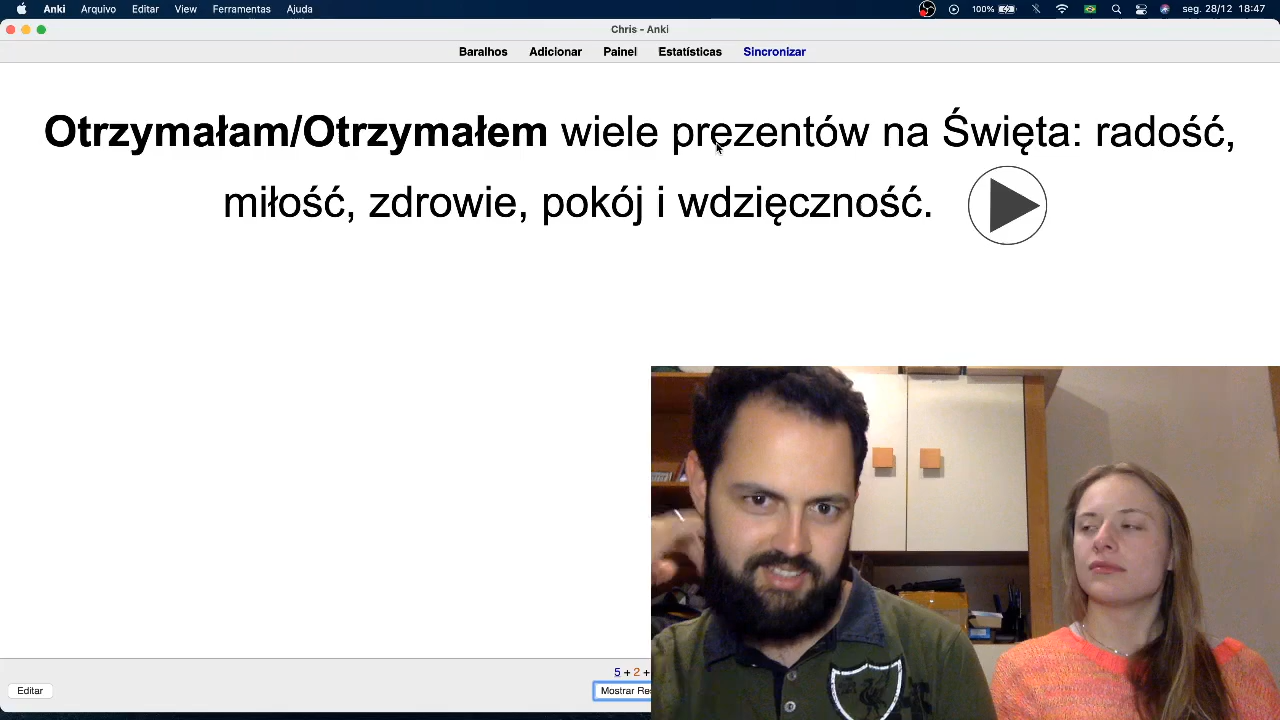 Anki Arquivo Editar View Ferramentas Ajuda 100% seg. 28/12 18:47
Chris - Anki
Baralhos Adicionar Painel Estatísticas Sincronizar
Otrzymałam/Otrzymałem wiele prezentów na Święta: radość,
miłość, zdrowie, pokój i wdzięczność.
5 + 2 +
Editar Mostrar Res